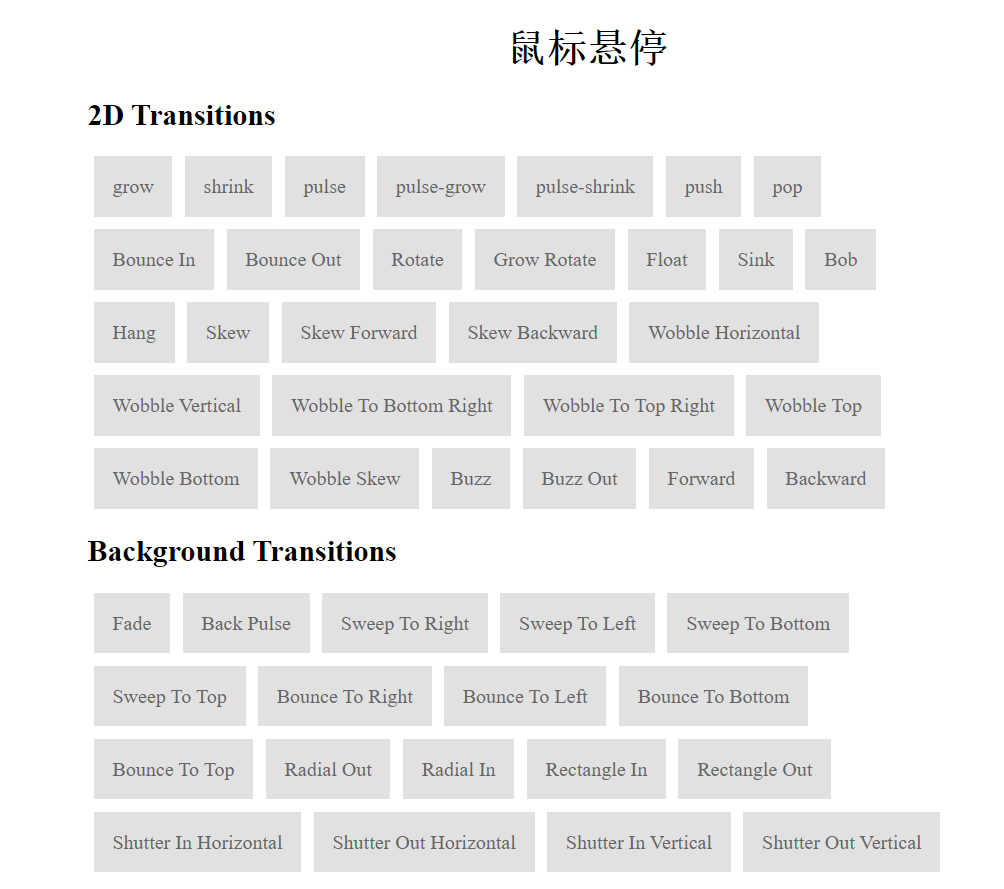 鼠标悬停
2D Transitions
grow shrink pulse pulse-grow pulse-shrink push pop
Bounce In Bounce Out Rotate Grow Rotate Float Sink Bob
Hang Skew Skew Forward Skew Backward Wobble Horizontal
Wobble Vertical Wobble To Bottom Right Wobble To Top Right Wobble Top
Wobble Bottom Wobble Skew Buzz Buzz Out Forward Backward
Background Transitions
Fade Back Pulse Sweep To Right Sweep To Left Sweep To Bottom
Sweep To Top Bounce To Right Bounce To Left Bounce To Bottom
Bounce To Top Radial Out Radial In Rectangle In Rectangle Out
Shutter In Horizontal Shutter Out Horizontal Shutter In Vertical Shutter Out Vertical